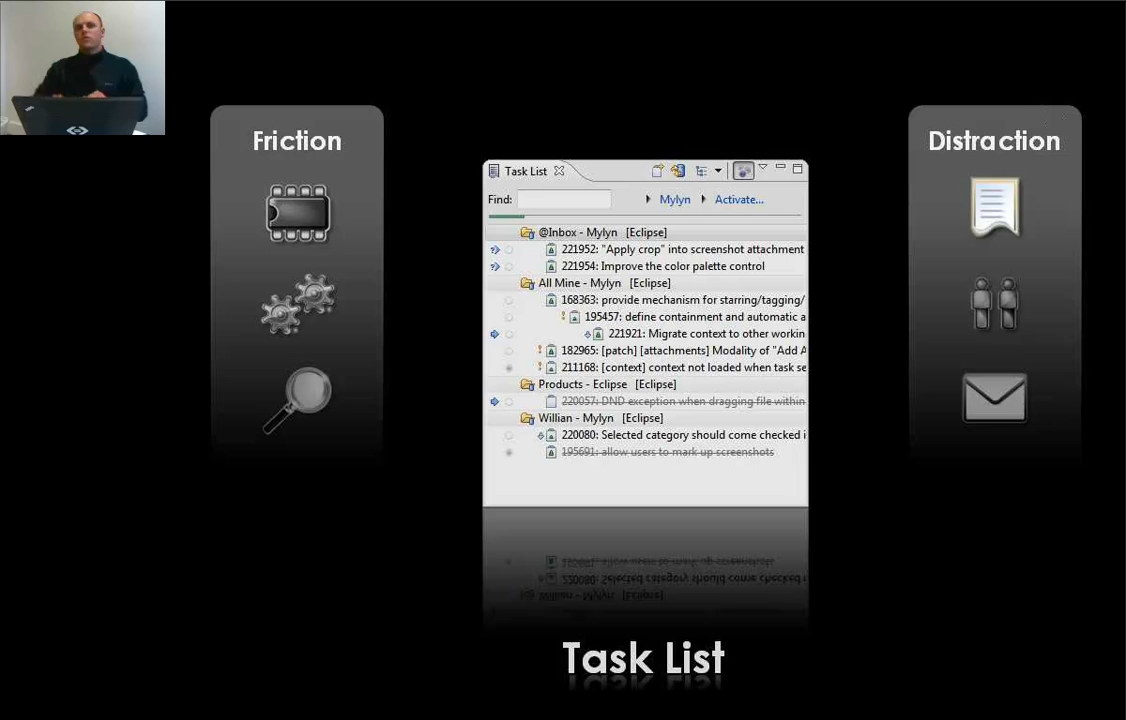 Friction
Distraction
Task List
Find:
Mylyn
Activate...
@Inbox - Mylyn [Eclipse]
221952: "Apply crop" into screenshot attachment
221954: Improve the color palette control
All Mine - Mylyn [Eclipse]
168363: provide mechanism for starring/tagging/
195457: define containment and automatic a
221921: Migrate context to other workin
182965: [patch] [attachments] Modality of "Add A
211168: [context] context not loaded when task se
Products - Eclipse [Eclipse]
220057: DND exception when dragging file within
Willian - Mylyn [Eclipse]
220080: Selected category should come checked i
195691: allow users to mark up screenshots
Task List